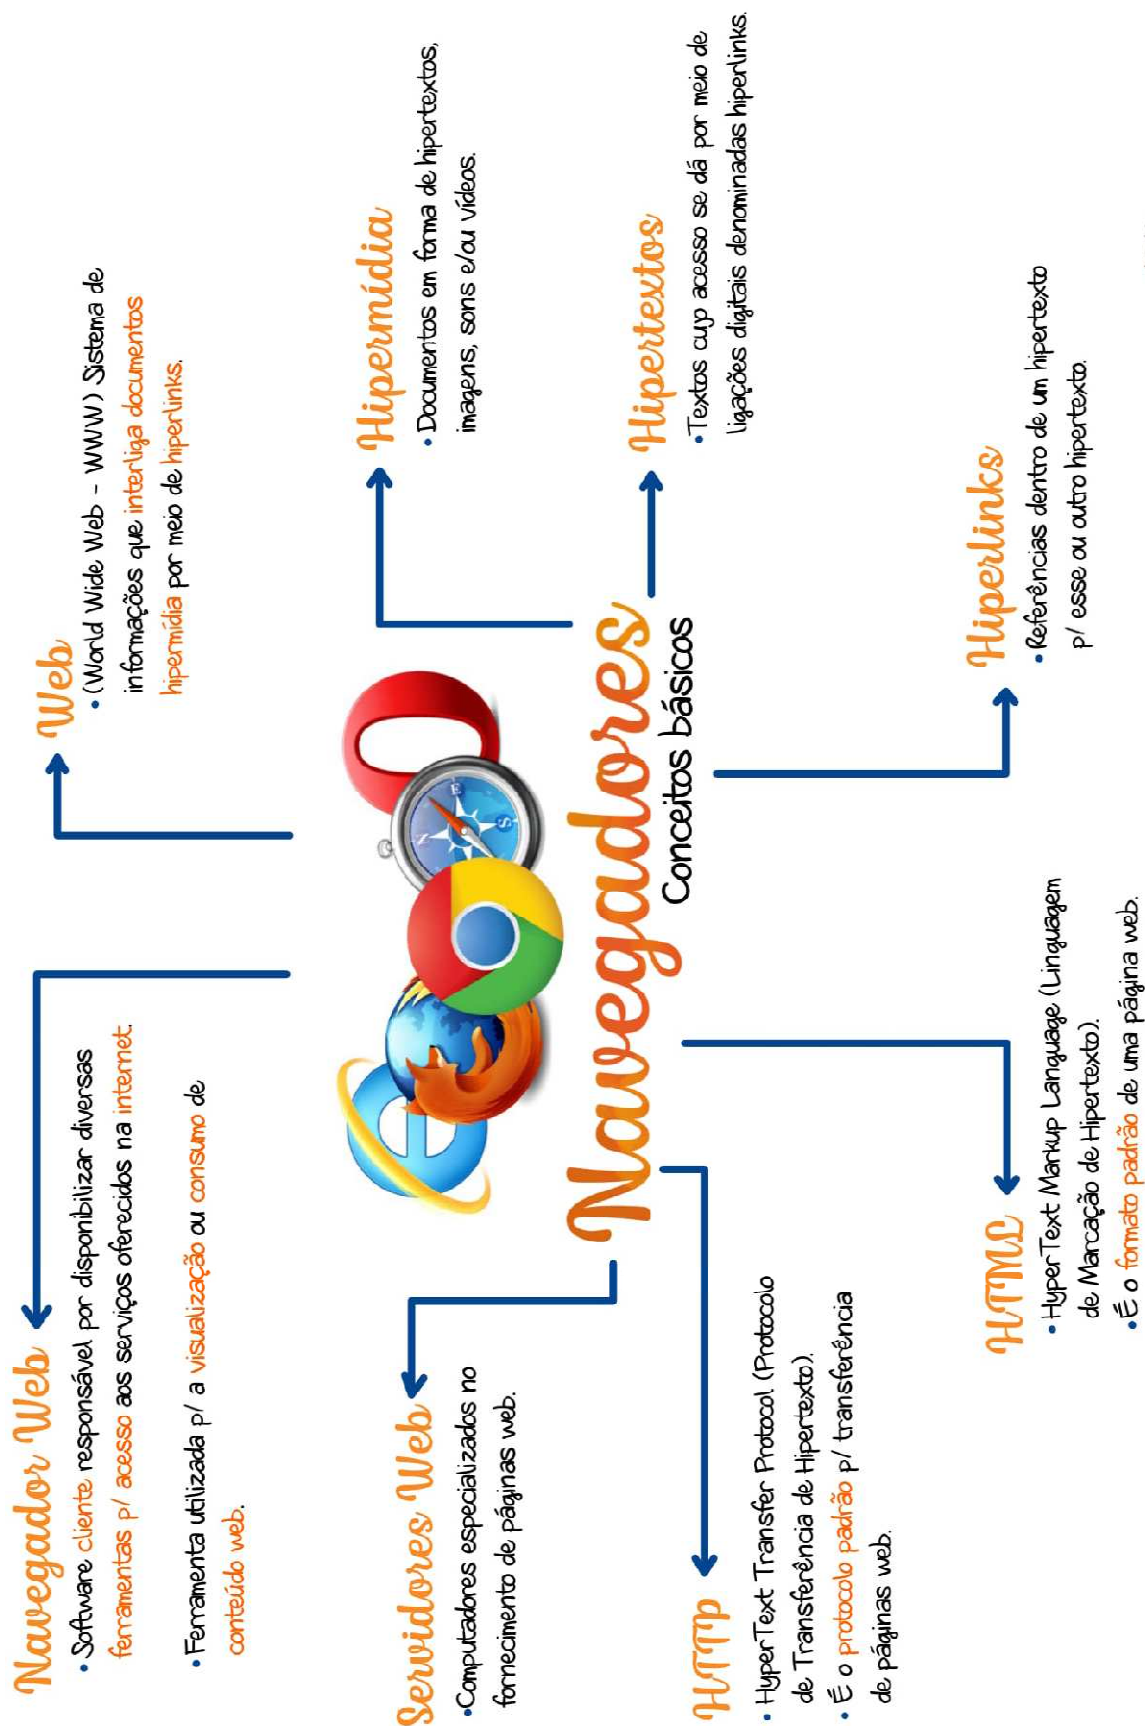 Navegador Web
• Software cliente responsável por disponibilizar diversas
ferramentas p/ acesso aos serviços oferecidos na internet.
• Ferramenta utilizada p/ a visualização ou consumo de
conteúdo web.
Web
• (World Wide Web - WWW) Sistema de
informações que interliga documentos
hipermídia por meio de hiperlinks.
Servidores Web
• Computadores especializados no
fornecimento de páginas web.
Hipermídia
• Documentos em forma de hipertextos,
imagens, sons e/ou vídeos.
N
E
S
Navegadores
Conceitos básicos
Hipertextos
• Textos cujo acesso se dá por meio de
ligações digitais denominadas hiperlinks.
HTTP
• HyperText Transfer Protocol (Protocolo
de Transferência de Hipertexto).
• É o protocolo padrão p/ transferência
de páginas web.
HTML
• HyperText Markup Language (Linguagem
de Marcação de Hipertexto).
• É o formato padrão de uma página web.
Hiperlinks
• Referências dentro de um hipertexto
p/ esse ou outro hipertexto.